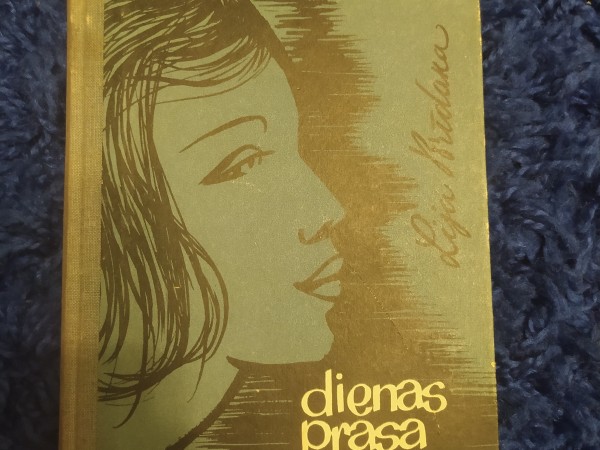 Lija Brīdaka
dienas
prasa